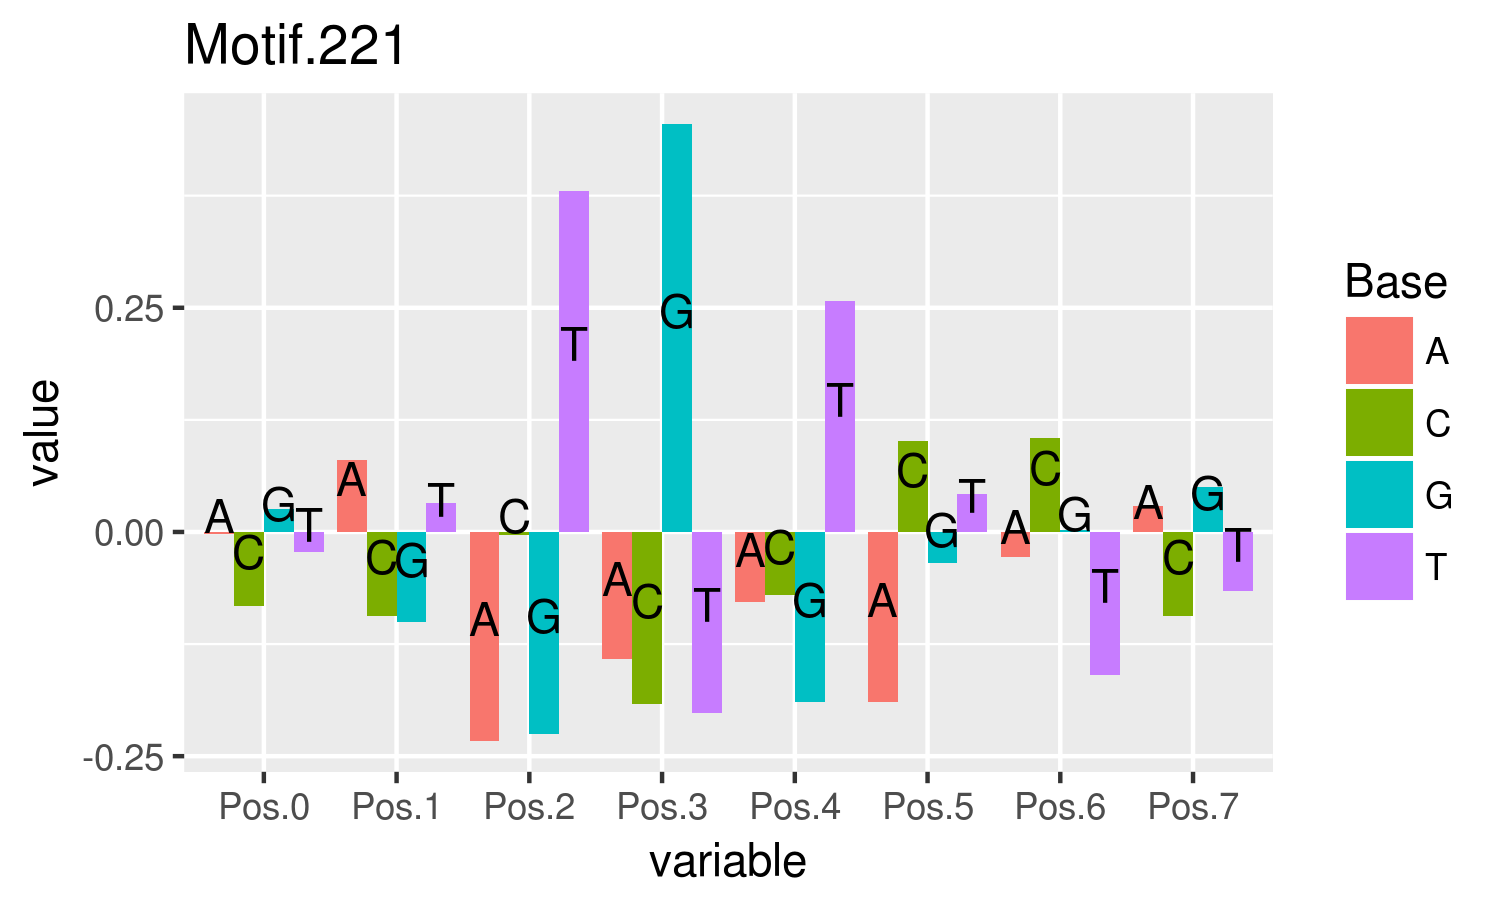 Motif.221
value
0.25
0.00
-0.25
A C G T
A C G T
A C G T
A C G T
A C G T
A C G T
A C G T
A C G T
Pos.0 Pos.1 Pos.2 Pos.3 Pos.4 Pos.5 Pos.6 Pos.7
variable
Base
A
C
G
T